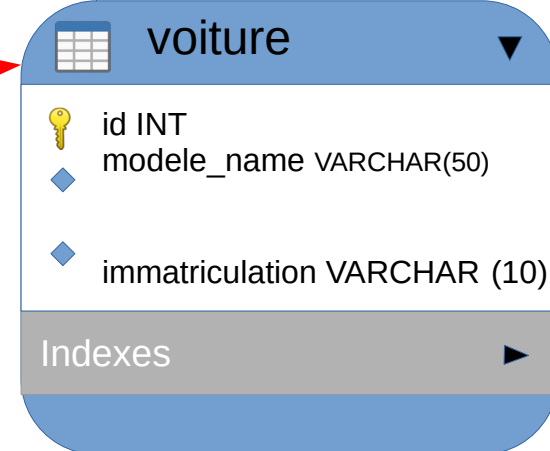 voiture
id INT
modele_name VARCHAR(50)
immatriculation VARCHAR (10)
Indexes